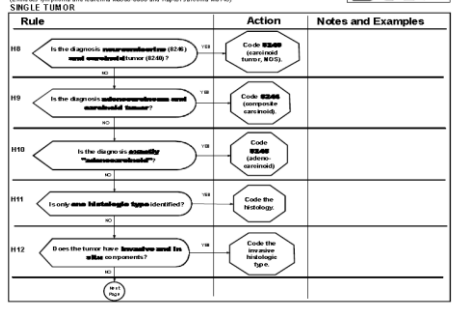 SINGLE TUMOR
Rule
Action
Notes and Examples
H8
Is the diagnosis neuroendocrine (8246)
and carcinoid tumor (8240)?
YES
Code 8240
(carcinoid
tumor, NOS).
NO
H9
Is the diagnosis adenocarcinoma and
carcinoid tumor?
YES
Code 8244
(composite
carcinoid).
NO
H10
Is the diagnosis exactly
"adenocarcinoid"?
YES
Code
8245
(adeno-
carcinoid)
NO
H11
Is only one histologic type identified?
YES
Code the
histology.
NO
H12
Does the tumor have invasive and in
situ components?
YES
Code the
invasive
histologic
type.
NO
Next
Page